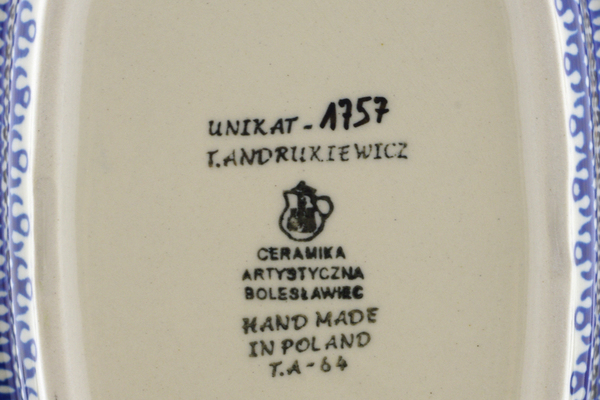 UNIKAT-1757
T.ANDRUKIEWICZ
CERAMIKA
ARTYSTYCZNA
BOLESŁAWIEC
HAND MADE
IN POLAND
T.A-64